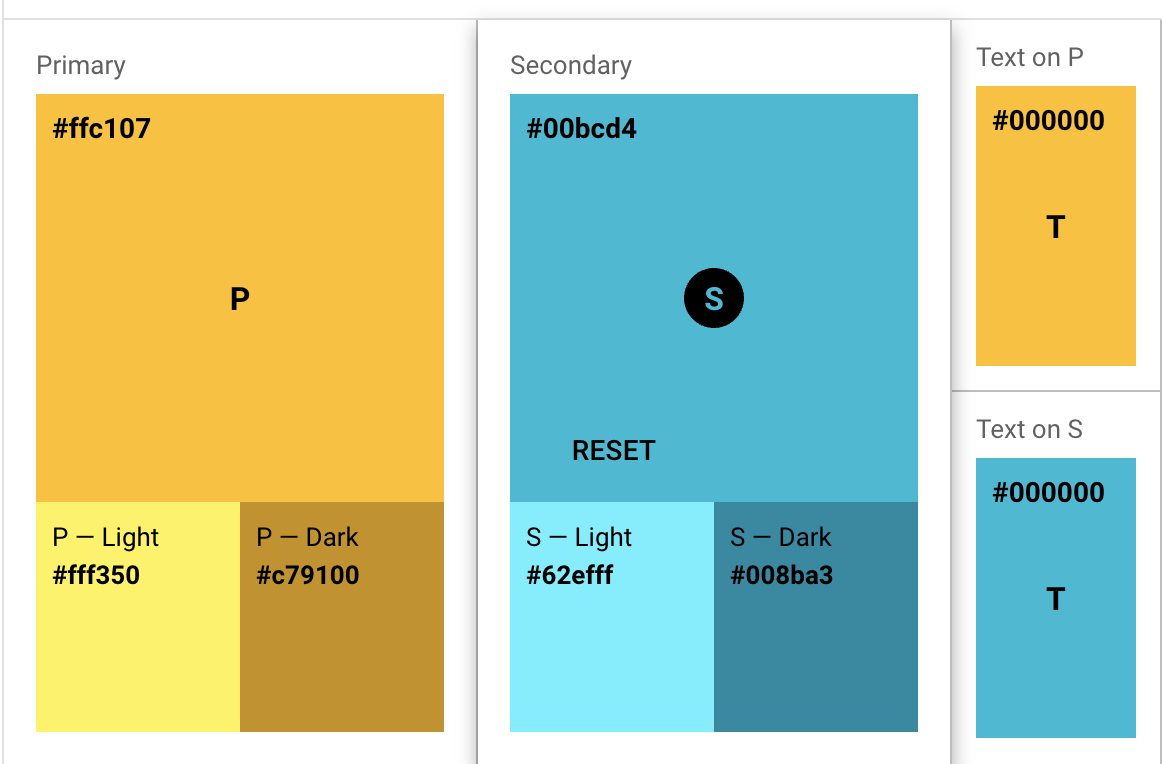 Primary
#ffc107
P
P — Light
#fff350
P — Dark
#c79100
Secondary
#00bcd4
S
RESET
S — Light
#62efff
S — Dark
#008ba3
Text on P
#000000
T
Text on S
#000000
T